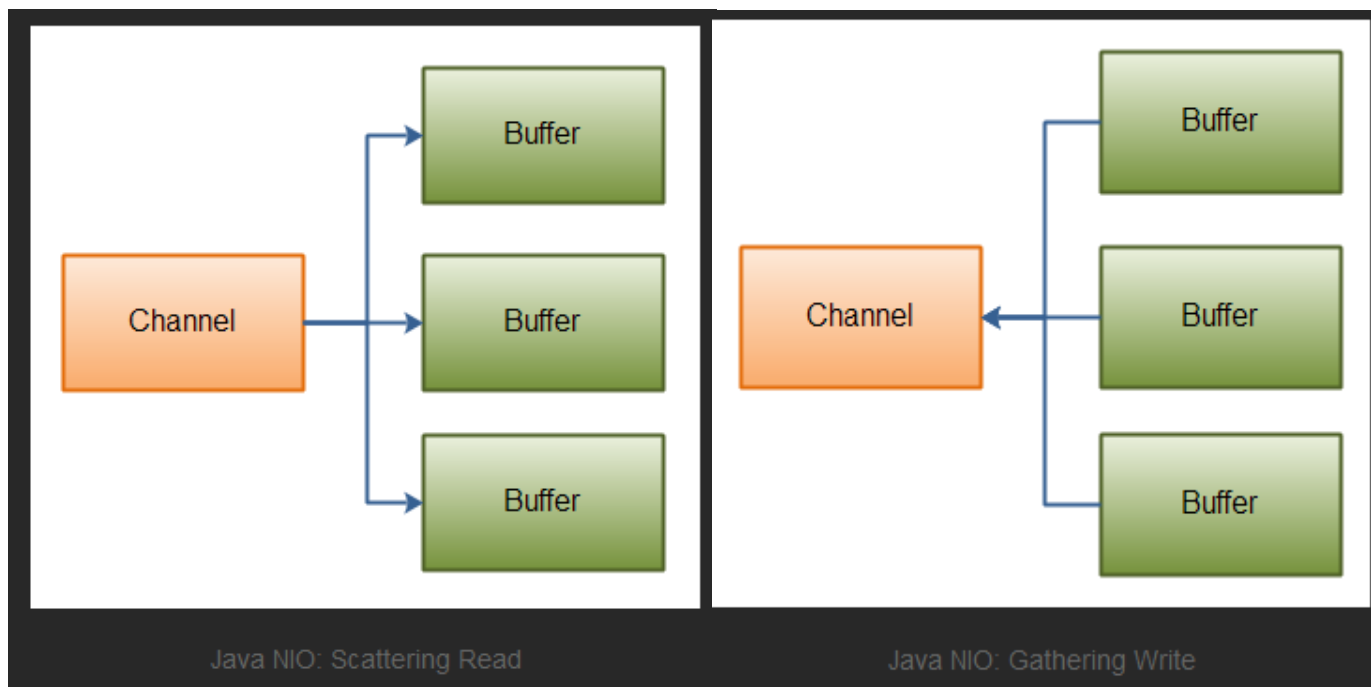 Buffer
Channel
Buffer
Buffer
Java NIO: Scattering Read
Buffer
Channel
Buffer
Buffer
Java NIO: Gathering Write